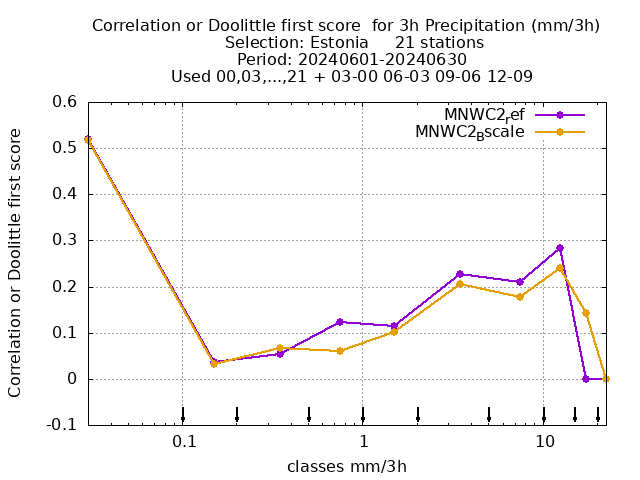 Correlation or Doolittle first score  for 3h Precipitation (mm/3h)
Selection: Estonia     21 stations
Period: 20240601-20240630
Used 00,03,...,21 + 03-00 06-03 09-06 12-09
MNWC2ref
MNWC2Bscale
0.6
0.5
0.4
0.3
0.2
0.1
0
-0.1
Correlation or Doolittle first score
0.1 1 10
classes mm/3h